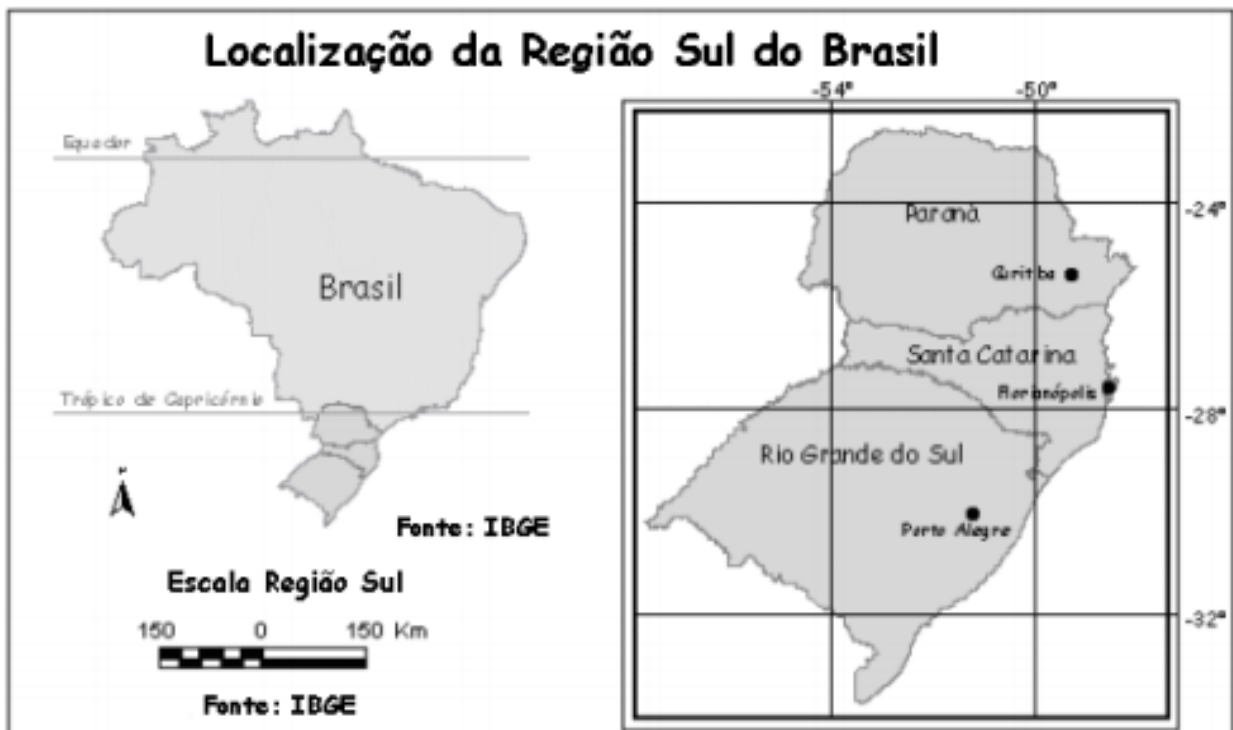 Localização da Região Sul do Brasil
Equador
Brasil
Trópico de Capricórnio
Fonte: IBGE
Escala Região Sul
150 0 150 Km
Fonte: IBGE
-54° -50°
-24°
Paraná
Curitiba
Santa Catarina
Florianópolis
-28°
Rio Grande do Sul
Porto Alegre
-32°